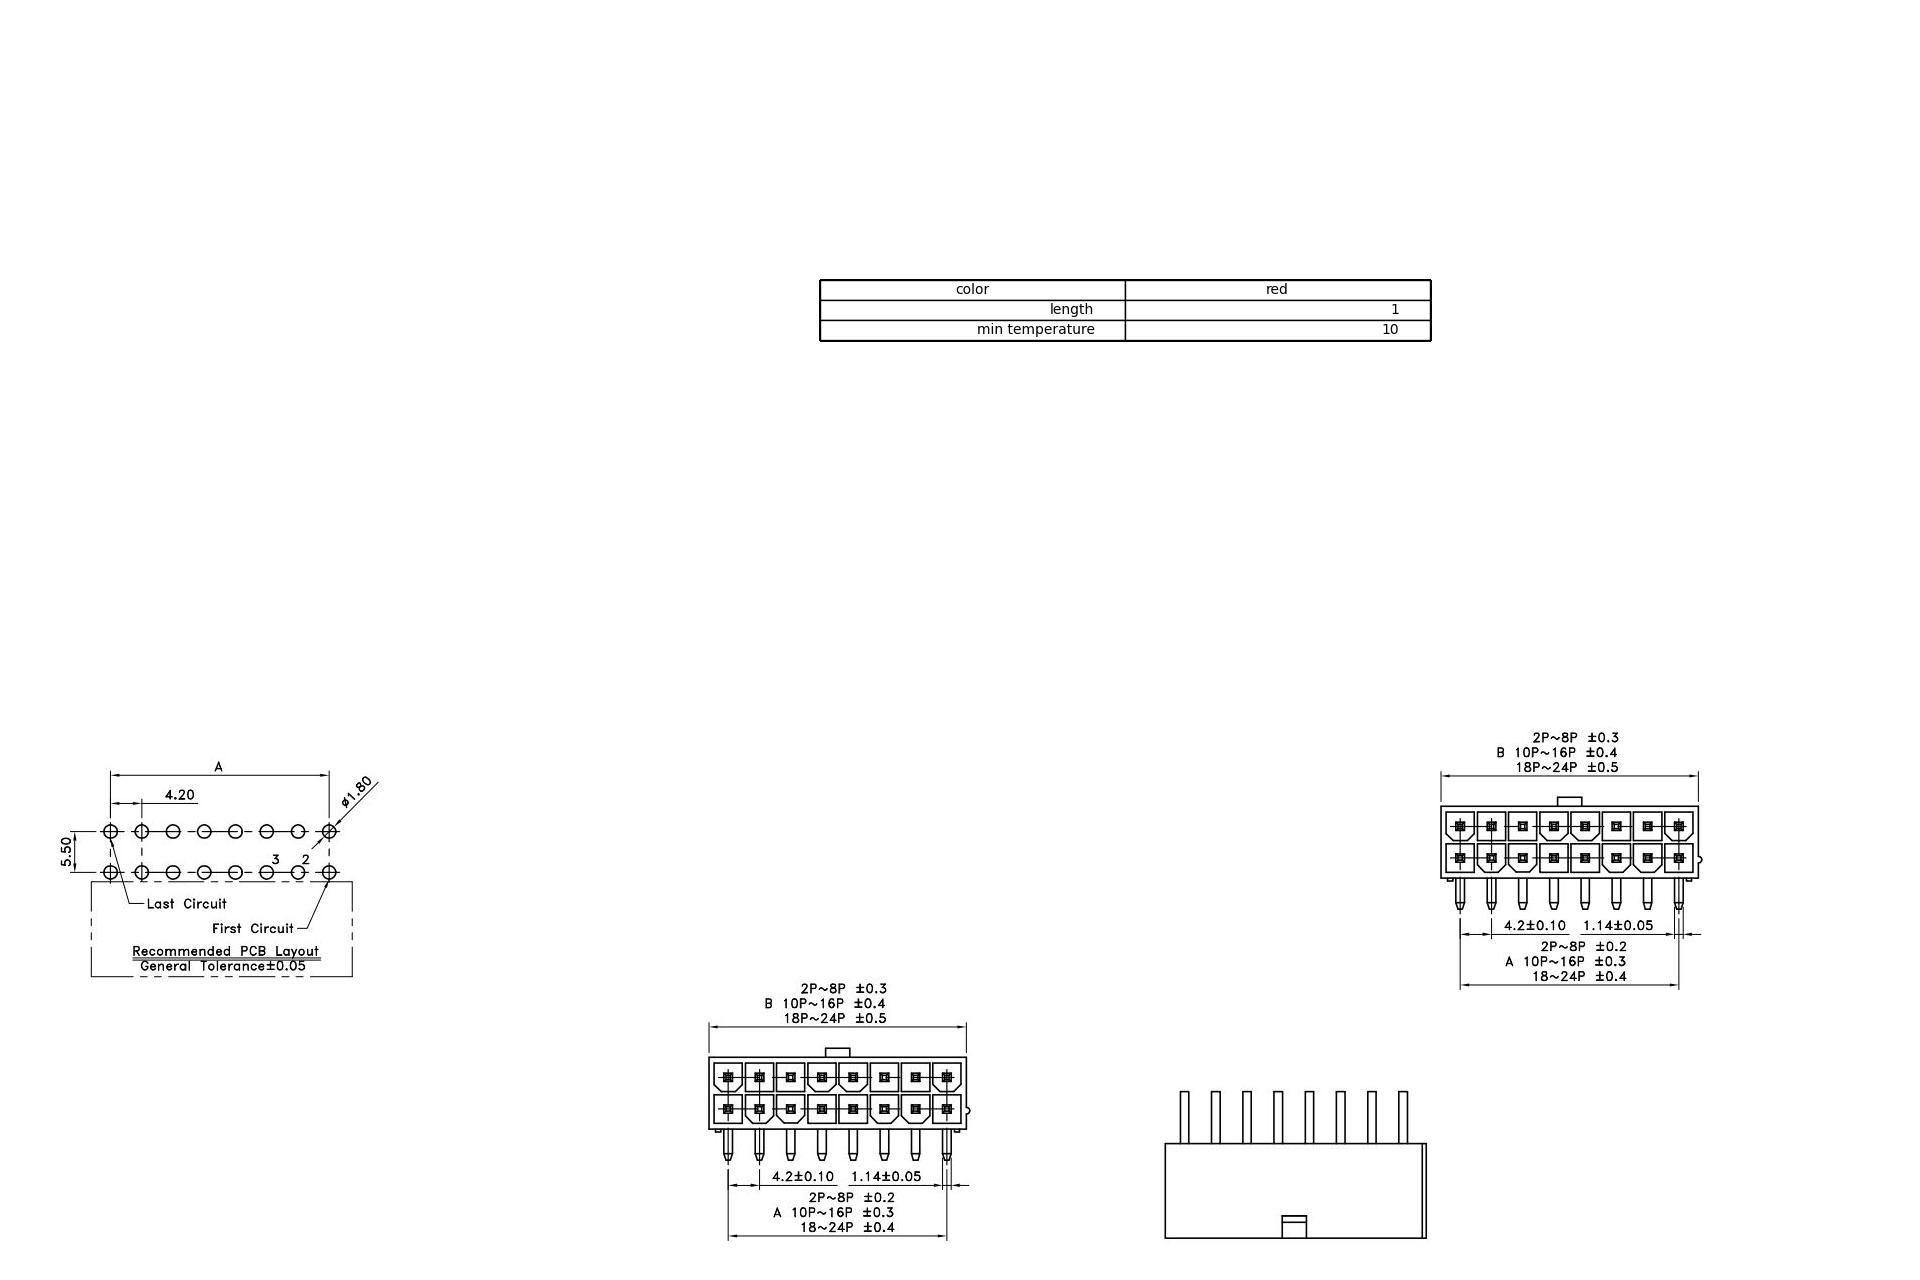 color red
length 1
min temperature 10
2P~8P ±0.3
B 10P~16P ±0.4
18P~24P ±0.5
4.2±0.10 1.14±0.05
2P~8P ±0.2
A 10P~16P ±0.3
18~24P ±0.4
A
4.20
ø1.80
5.50
3 2
Last Circuit
First Circuit
Recommended PCB Layout
General Tolerance±0.05
2P~8P ±0.3
B 10P~16P ±0.4
18P~24P ±0.5
4.2±0.10 1.14±0.05
2P~8P ±0.2
A 10P~16P ±0.3
18~24P ±0.4